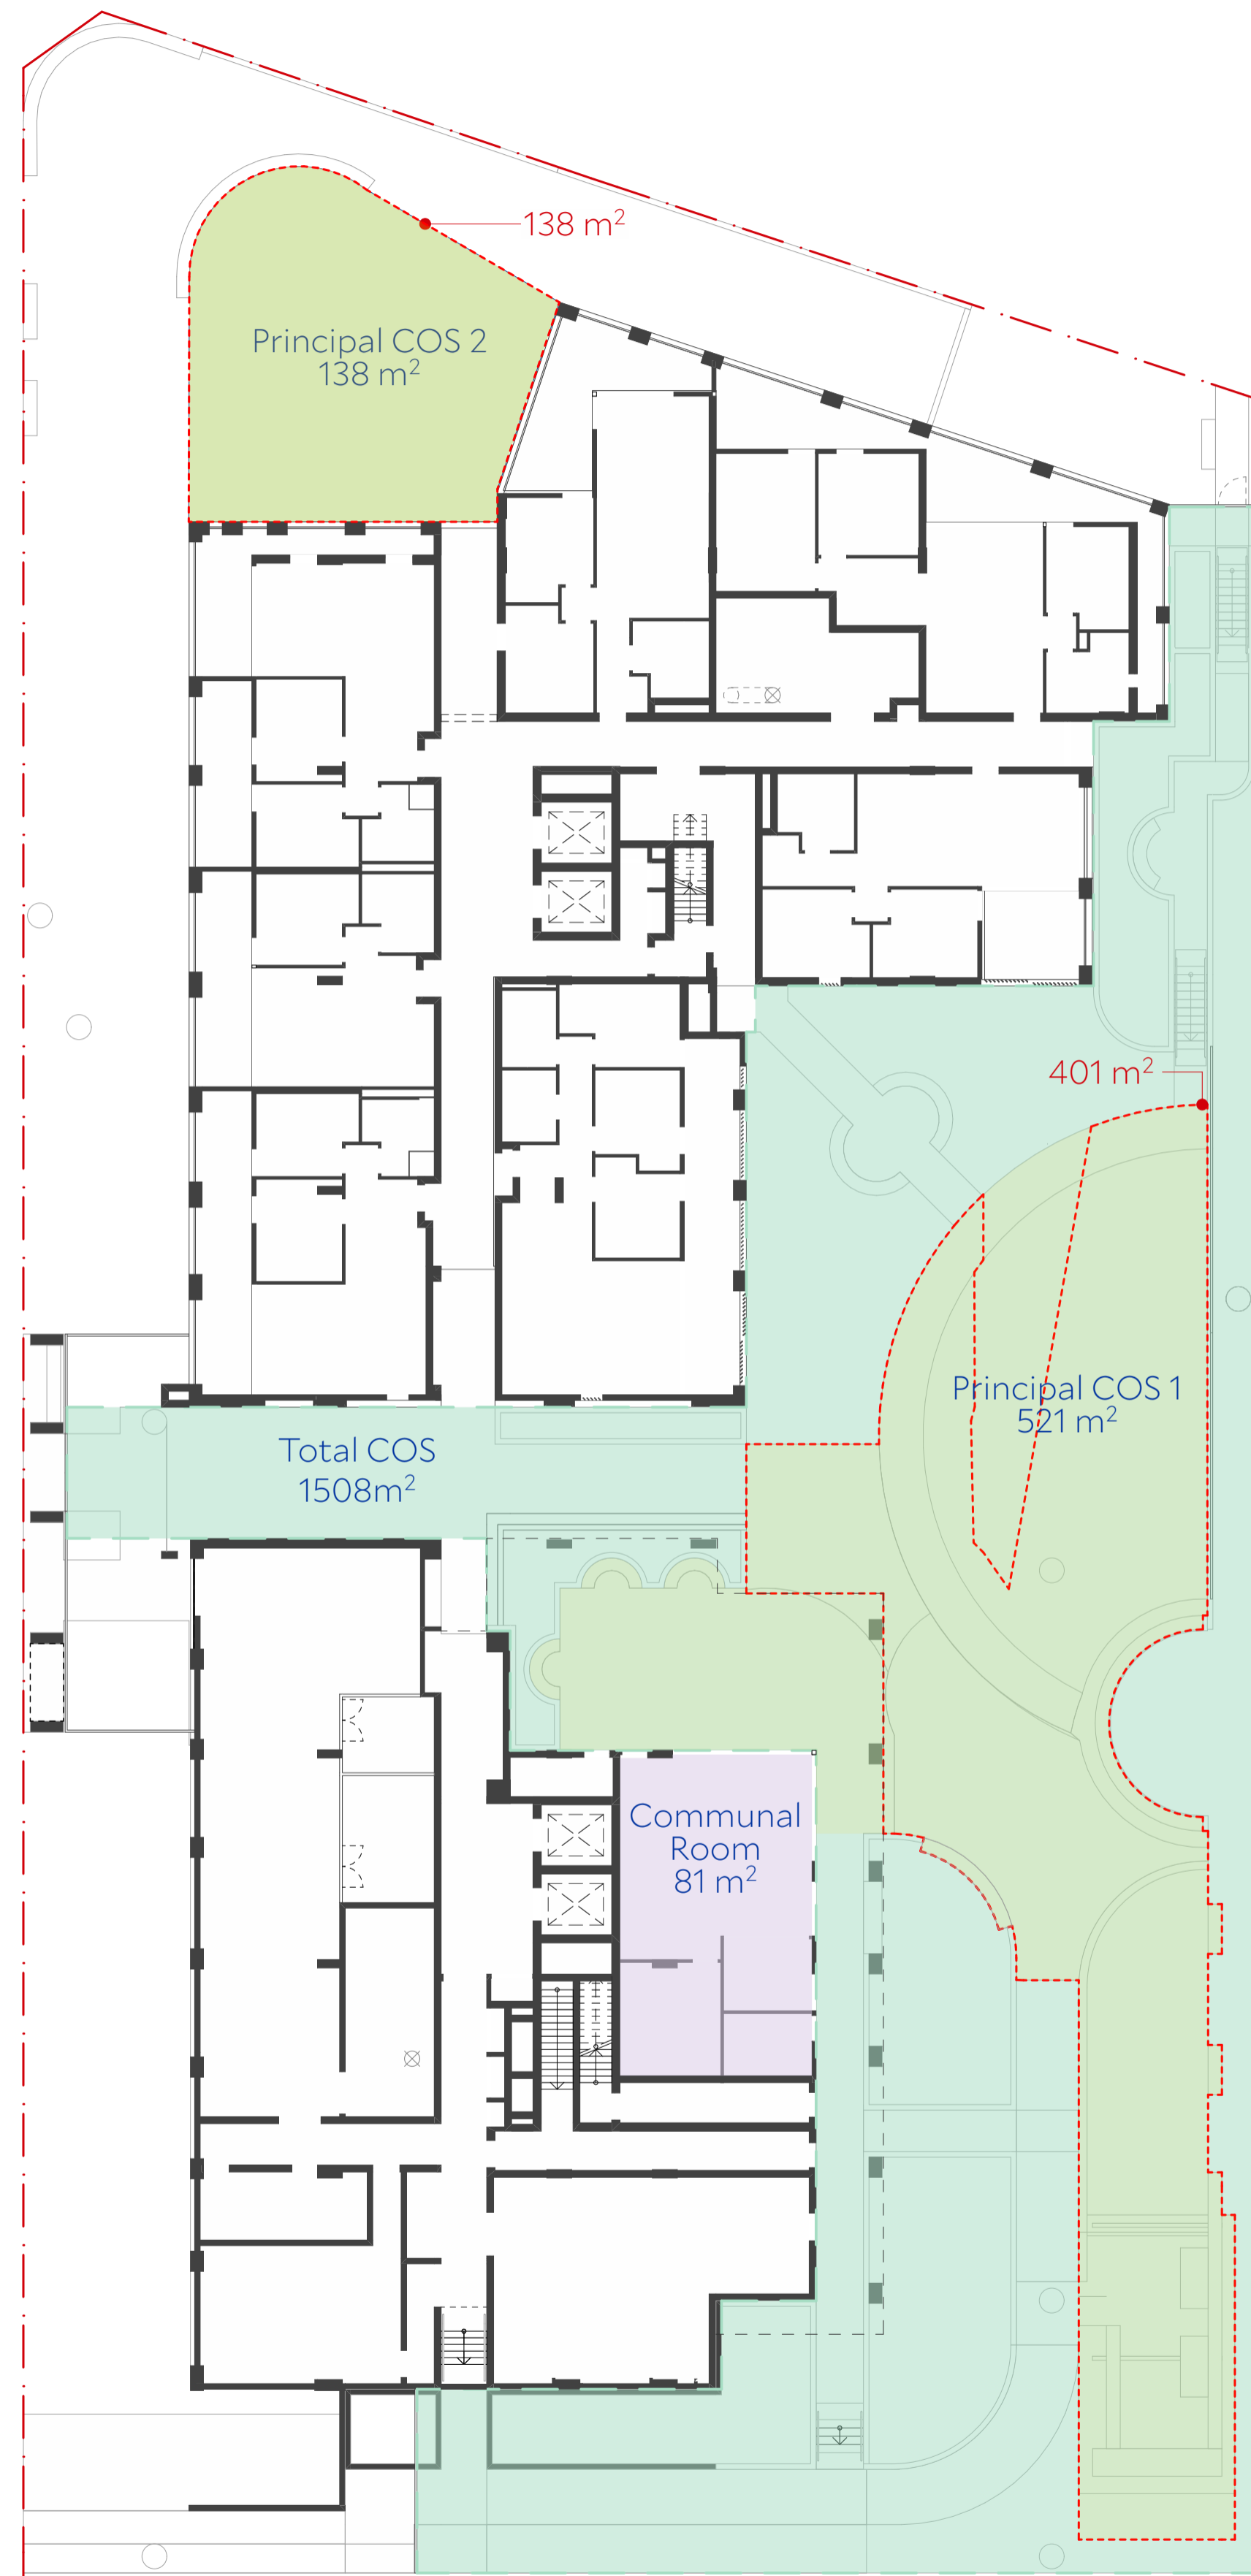 138 m²
Principal COS 2
138 m²
401 m²
Principal COS 1
521 m²
Total COS
1508m²
Communal
Room
81 m²